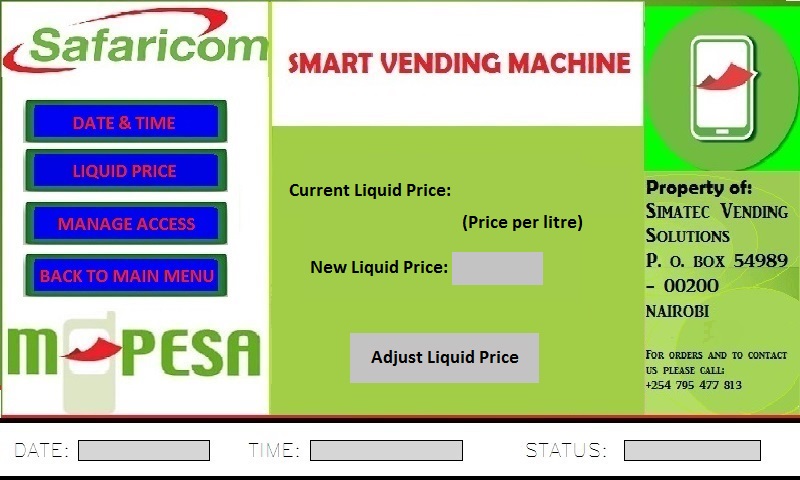 Safaricom
SMART VENDING MACHINE
DATE & TIME
LIQUID PRICE
MANAGE ACCESS
BACK TO MAIN MENU
M PESA
Current Liquid Price:
(Price per litre)
New Liquid Price:
Adjust Liquid Price
Property of:
Simatec Vending
Solutions
P. O. BOX 54989
- 00200
NAIROBI
For orders and to contact
us, please call:
+254 795 477 813
DATE:
TIME:
STATUS: